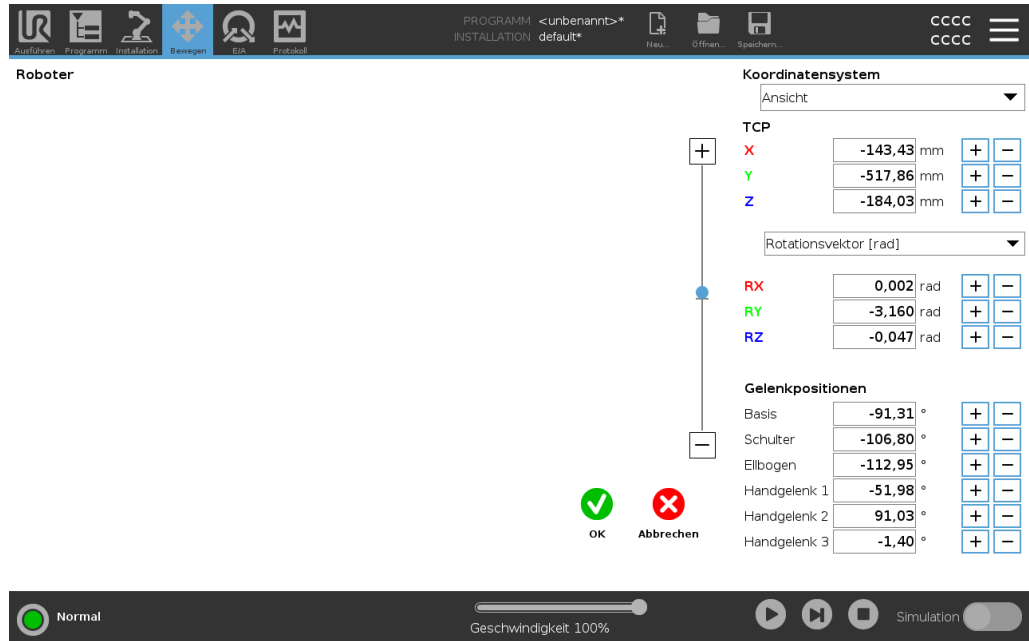 PROGRAMM <unbenannt>*
INSTALLATION default*
CCCC
CCCC
Ausführen Programm Installation Bewegen E/A Protokoll Neu... Öffnen... Speichern...
Roboter
Koordinatensystem
Ansicht
TCP
X -143,43 mm + −
Y -517,86 mm + −
Z -184,03 mm + −
Rotationsvektor [rad]
RX 0,002 rad + −
RY -3,160 rad + −
RZ -0,047 rad + −
Gelenkpositionen
Basis -91,31 ° + −
Schulter -106,80 ° + −
Ellbogen -112,95 ° + −
Handgelenk 1 -51,98 ° + −
Handgelenk 2 91,03 ° + −
Handgelenk 3 -1,40 ° + −
OK Abbrechen
Normal
Geschwindigkeit 100%
Simulation